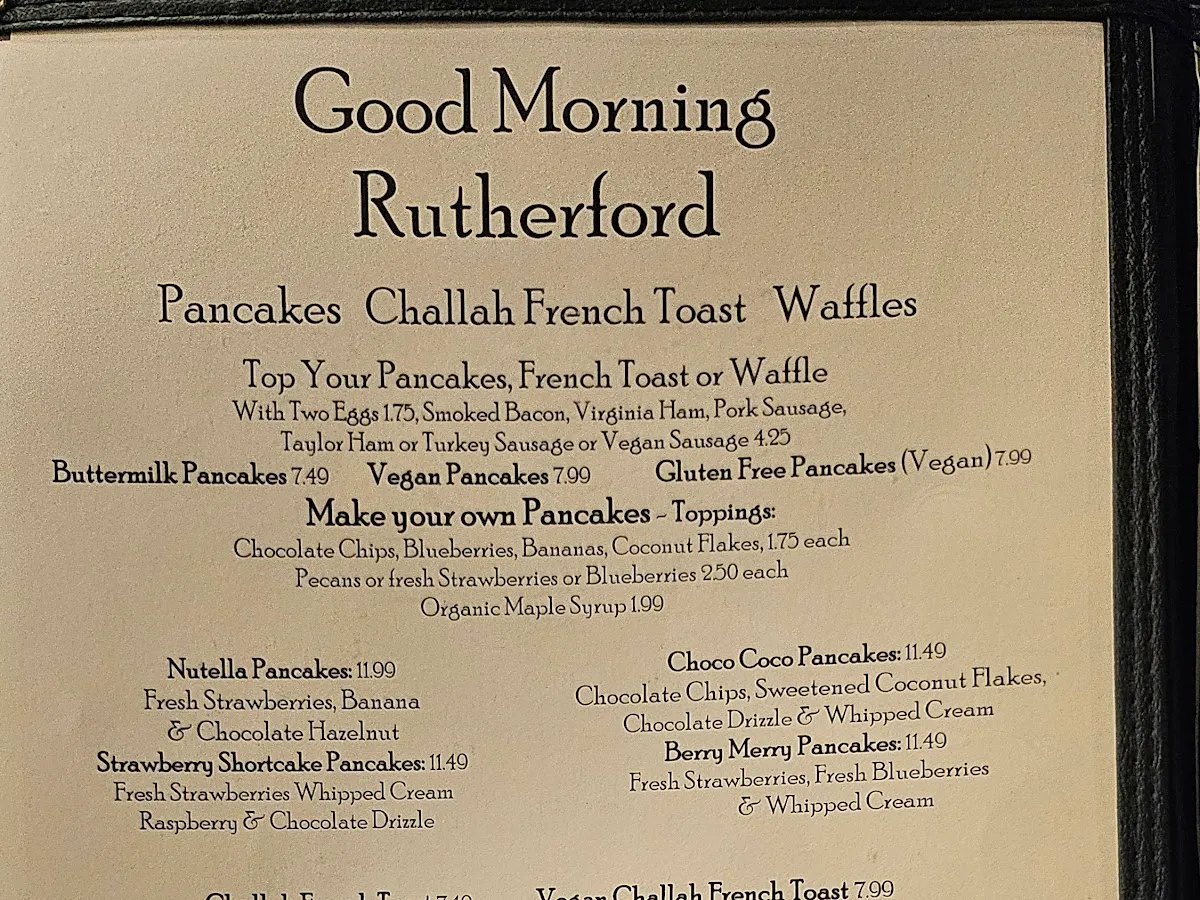 Good Morning
Rutherford
Pancakes Challah French Toast Waffles
Top Your Pancakes, French Toast or Waffle
With Two Eggs 1.75, Smoked Bacon, Virginia Ham, Pork Sausage,
Taylor Ham or Turkey Sausage or Vegan Sausage 4.25
Buttermilk Pancakes 7.49 Vegan Pancakes 7.99 Gluten Free Pancakes (Vegan) 7.99
Make your own Pancakes - Toppings:
Chocolate Chips, Blueberries, Bananas, Coconut Flakes, 1.75 each
Pecans or fresh Strawberries or Blueberries 2.50 each
Organic Maple Syrup 1.99
Nutella Pancakes: 11.99
Fresh Strawberries, Banana
& Chocolate Hazelnut
Strawberry Shortcake Pancakes: 11.49
Fresh Strawberries Whipped Cream
Raspberry & Chocolate Drizzle
Choco Coco Pancakes: 11.49
Chocolate Chips, Sweetened Coconut Flakes,
Chocolate Drizzle & Whipped Cream
Berry Merry Pancakes: 11.49
Fresh Strawberries, Fresh Blueberries
& Whipped Cream
Challah French Toast 7.49 Vegan Challah French Toast 7.99